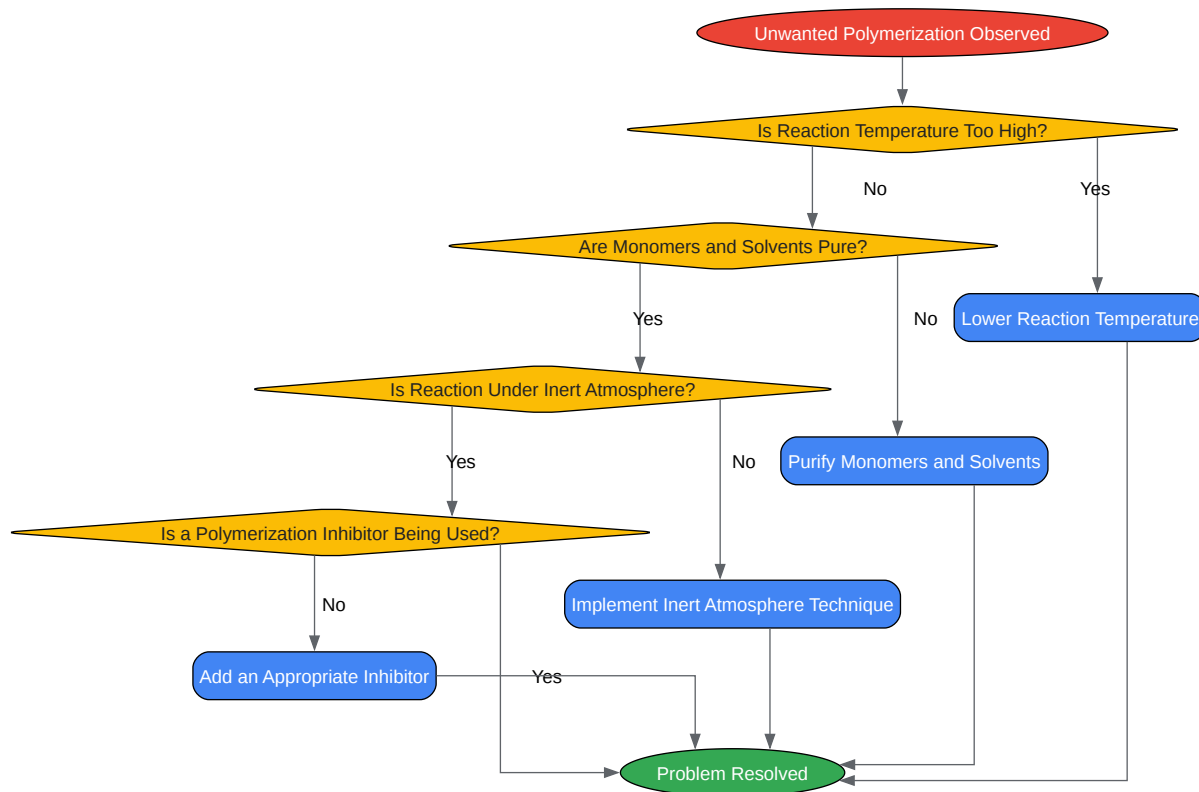 Unwanted Polymerization Observed
Is Reaction Temperature Too High?
No
Yes
Are Monomers and Solvents Pure?
Yes
No
Lower Reaction Temperature
Is Reaction Under Inert Atmosphere?
Yes
No
Purify Monomers and Solvents
Is a Polymerization Inhibitor Being Used?
No
Implement Inert Atmosphere Technique
Add an Appropriate Inhibitor
Yes
Problem Resolved